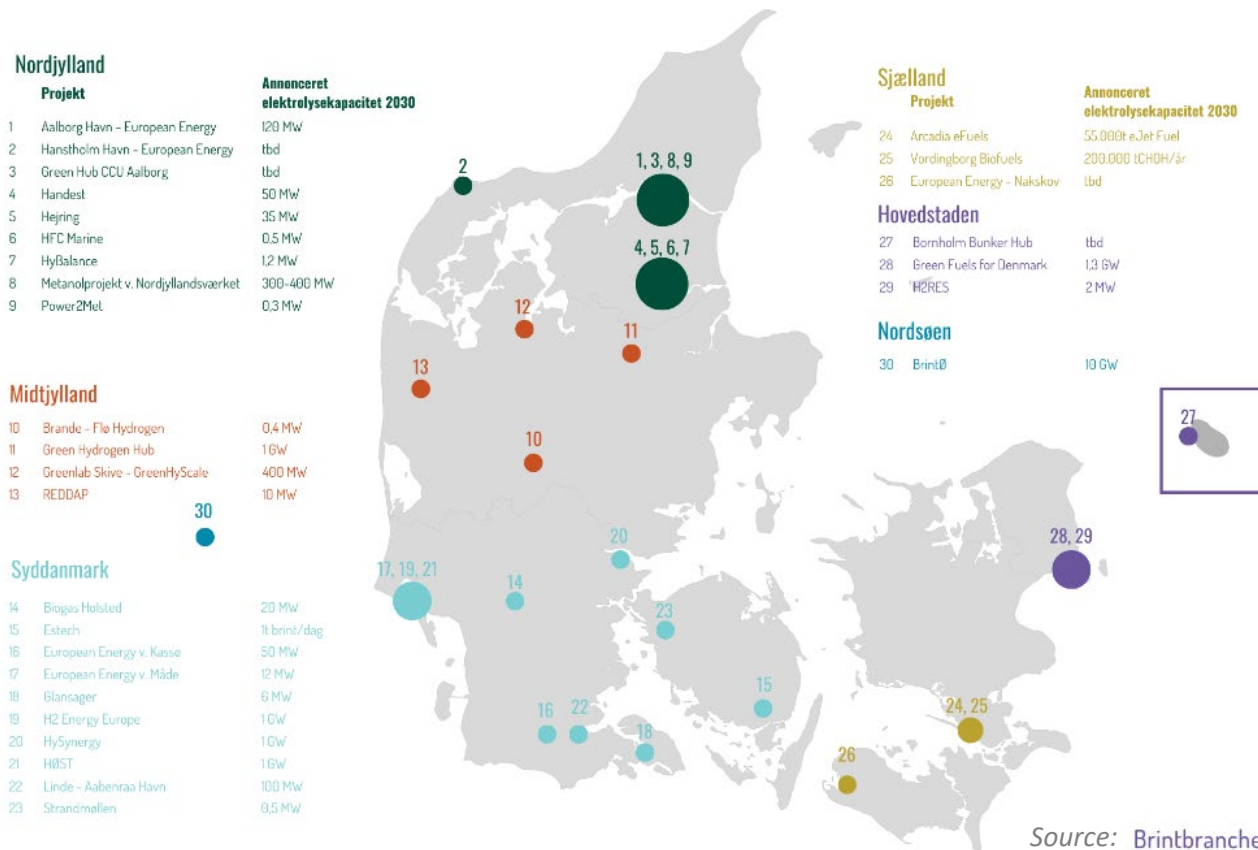 Nordjylland
Projekt Annonceret elektrolysekapacitet 2030
1 Aalborg Havn - European Energy 120 MW
2 Hanstholm Havn - European Energy tbd
3 Green Hub CCU Aalborg tbd
4 Handest 50 MW
5 Hejring 35 MW
6 HFC Marine 0,5 MW
7 HyBalance 1,2 MW
8 Metanolprojekt v. Nordjyllandsværket 300-400 MW
9 Power2Met 0,3 MW
Midtjylland
10 Brande - Flø Hydrogen 0,4 MW
11 Green Hydrogen Hub 1 GW
12 Greenlab Skive - GreenHyScale 400 MW
13 REDDAP 10 MW
Syddanmark
14 Biogas Holsted 20 MW
15 Estech 1t brint/dag
16 European Energy v. Kassø 50 MW
17 European Energy v. Måde 12 MW
18 Glansager 6 MW
19 H2 Energy Europe 1 GW
20 HySynergy 1 GW
21 HØST 1 GW
22 Linde - Aabenraa Havn 100 MW
23 Strandmøllen 0,5 MW
2
1, 3, 8, 9
4, 5, 6, 7
12
11
13
10
30
20
17, 19, 21
14
23
15
16
22
18
28, 29
24, 25
26
27
Sjælland
Projekt Annonceret elektrolysekapacitet 2030
24 Arcadia eFuels 55.000t eJet Fuel
25 Vordingborg Biofuels 200.000 tCHOH/år
26 European Energy - Nakskov tbd
Hovedstaden
27 Bornholm Bunker Hub tbd
28 Green Fuels for Denmark 1,3 GW
29 H2RES 2 MW
Nordsøen
30 BrintØ 10 GW
Source: Brintbranche